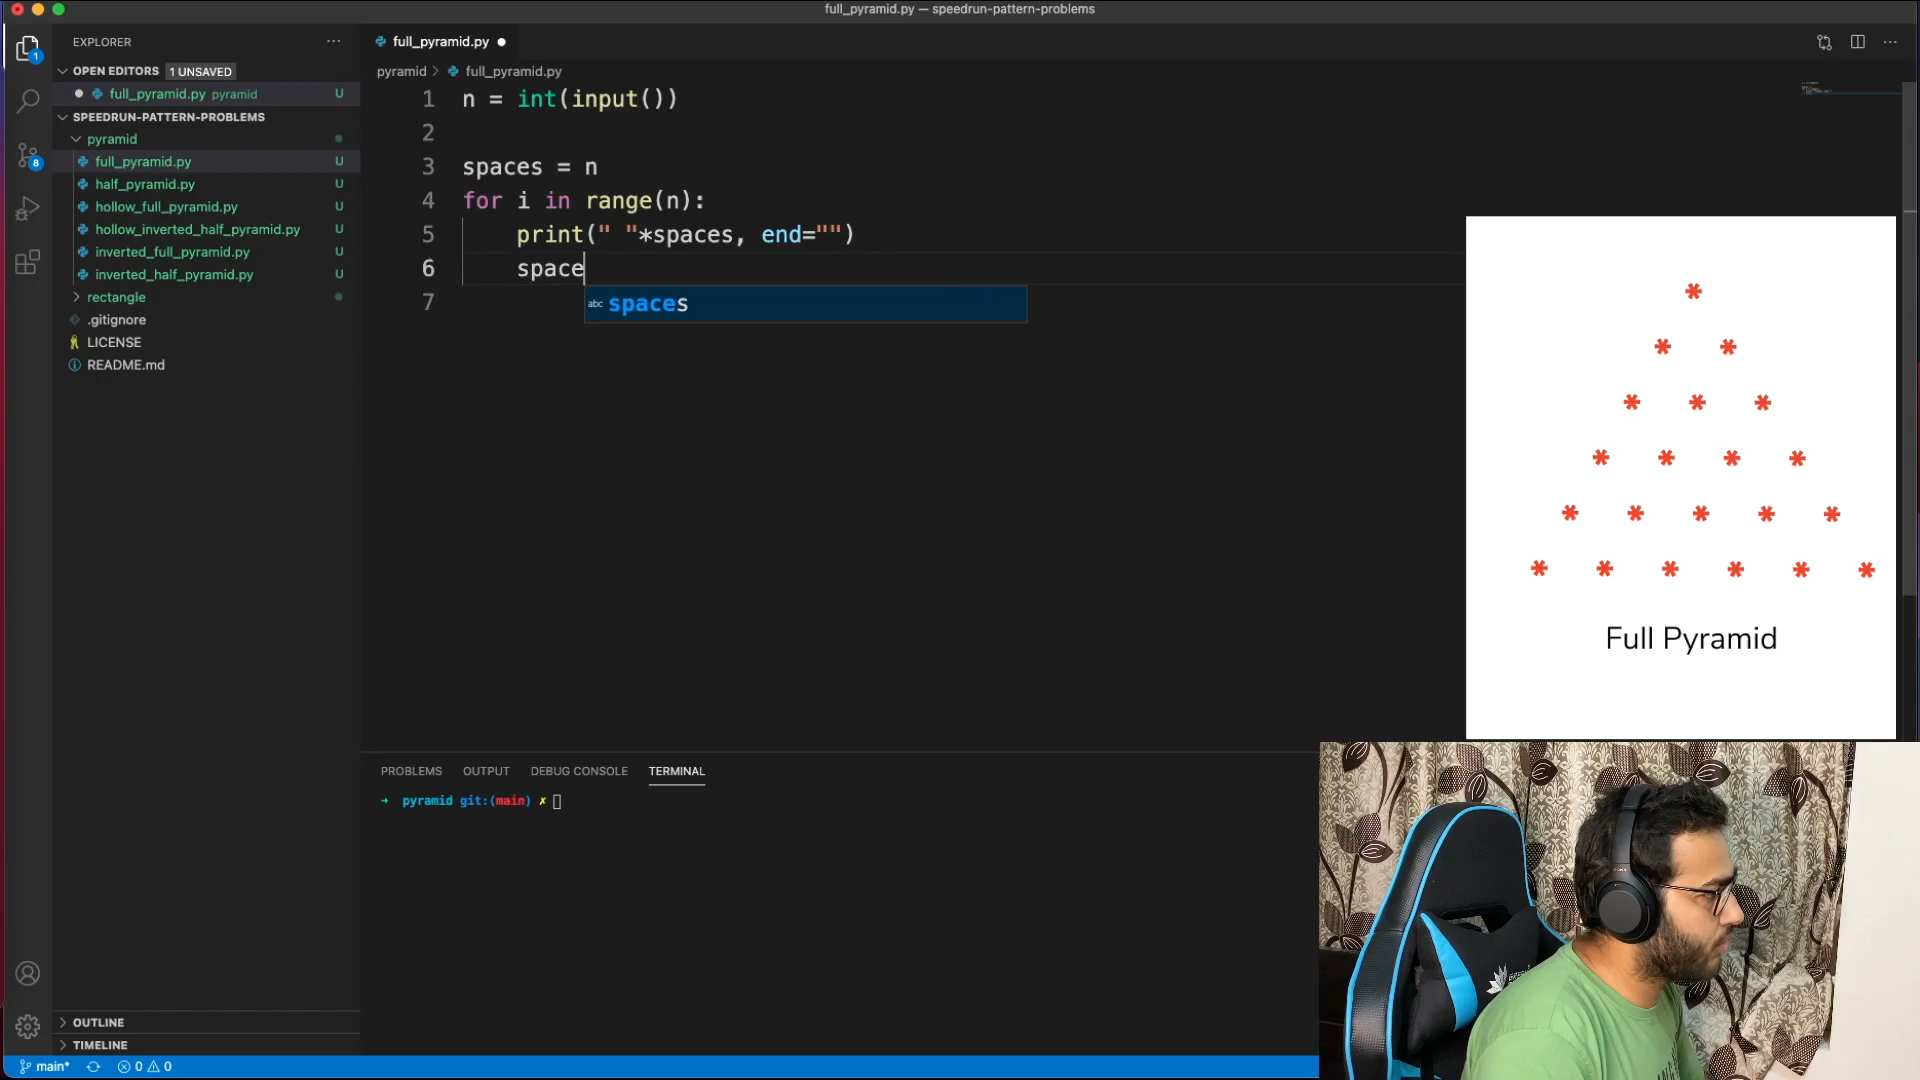 full_pyramid.py — speedrun-pattern-problems
EXPLORER
OPEN EDITORS 1 UNSAVED
full_pyramid.py pyramid U
SPEEDRUN-PATTERN-PROBLEMS
pyramid
full_pyramid.py U
half_pyramid.py U
hollow_full_pyramid.py U
hollow_inverted_half_pyramid.py U
inverted_full_pyramid.py U
inverted_half_pyramid.py U
rectangle
.gitignore
LICENSE
README.md
OUTLINE
TIMELINE
1
8
full_pyramid.py
pyramid > full_pyramid.py
1 n = int(input())
2
3 spaces = n
4 for i in range(n):
5 print(" "*spaces, end="")
6 space
abc spaces
7
*
* *
* * *
* * * *
* * * * *
* * * * * *
Full Pyramid
PROBLEMS OUTPUT DEBUG CONSOLE TERMINAL
➜ pyramid git:(main) ✗
main* 0 0